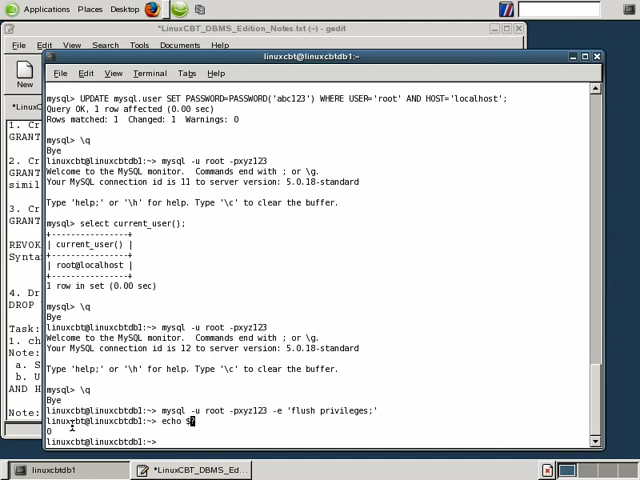 Applications Places Desktop
*LinuxCBT_DBMS_Edition_Notes.txt (~) - gedit
File Edit View Search Tools Documents Help
New
*LinuxC
1. Cr
GRANT
2. Cr
GRANT
simil
3. Cr
GRANT
REVOK
Synta
4. Dr
DROP
Task:
1. ch
Note:
a. S
b. U
AND H
Note:
linuxcbt@linuxcbtdb1:~
File Edit View Terminal Tabs Help
mysql> UPDATE mysql.user SET PASSWORD=PASSWORD('abc123') WHERE USER='root' AND HOST='localhost';
Query OK, 1 row affected (0.00 sec)
Rows matched: 1  Changed: 1  Warnings: 0
mysql> \q
Bye
linuxcbt@linuxcbtdb1:~> mysql -u root -pxyz123
Welcome to the MySQL monitor.  Commands end with ; or \g.
Your MySQL connection id is 11 to server version: 5.0.18-standard
Type 'help;' or '\h' for help. Type '\c' to clear the buffer.
mysql> select current_user();
+----------------+
| current_user() |
+----------------+
| root@localhost |
+----------------+
1 row in set (0.00 sec)
mysql> \q
Bye
linuxcbt@linuxcbtdb1:~> mysql -u root -pxyz123
Welcome to the MySQL monitor.  Commands end with ; or \g.
Your MySQL connection id is 12 to server version: 5.0.18-standard
Type 'help;' or '\h' for help. Type '\c' to clear the buffer.
mysql> \q
Bye
linuxcbt@linuxcbtdb1:~> mysql -u root -pxyz123 -e 'flush privileges;'
linuxcbt@linuxcbtdb1:~> echo $?
0
linuxcbt@linuxcbtdb1:~>
linuxcbtdb1
*LinuxCBT_DBMS_Ed...